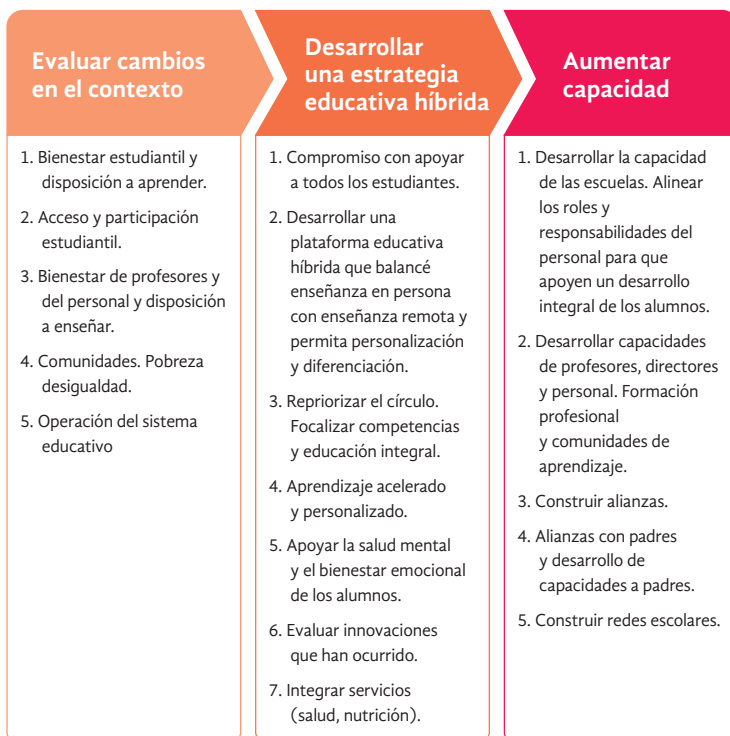 Evaluar cambios
en el contexto
1. Bienestar estudiantil y
disposición a aprender.
2. Acceso y participación
estudiantil.
3. Bienestar de profesores y
del personal y disposición
a enseñar.
4. Comunidades. Pobreza
desigualdad.
5. Operación del sistema
educativo
Desarrollar
una estrategia
educativa híbrida
1. Compromiso con apoyar
a todos los estudiantes.
2. Desarrollar una
plataforma educativa
híbrida que balancé
enseñanza en persona
con enseñanza remota y
permita personalización
y diferenciación.
3. Repriorizar el círculo.
Focalizar competencias
y educación integral.
4. Aprendizaje acelerado
y personalizado.
5. Apoyar la salud mental
y el bienestar emocional
de los alumnos.
6. Evaluar innovaciones
que han ocurrido.
7. Integrar servicios
(salud, nutrición).
Aumentar
capacidad
1. Desarrollar la capacidad
de las escuelas. Alinear
los roles y
responsabilidades del
personal para que
apoyen un desarrollo
integral de los alumnos.
2. Desarrollar capacidades
de profesores, directores
y personal. Formación
profesional
y comunidades de
aprendizaje.
3. Construir alianzas.
4. Alianzas con padres
y desarrollo de
capacidades a padres.
5. Construir redes escolares.